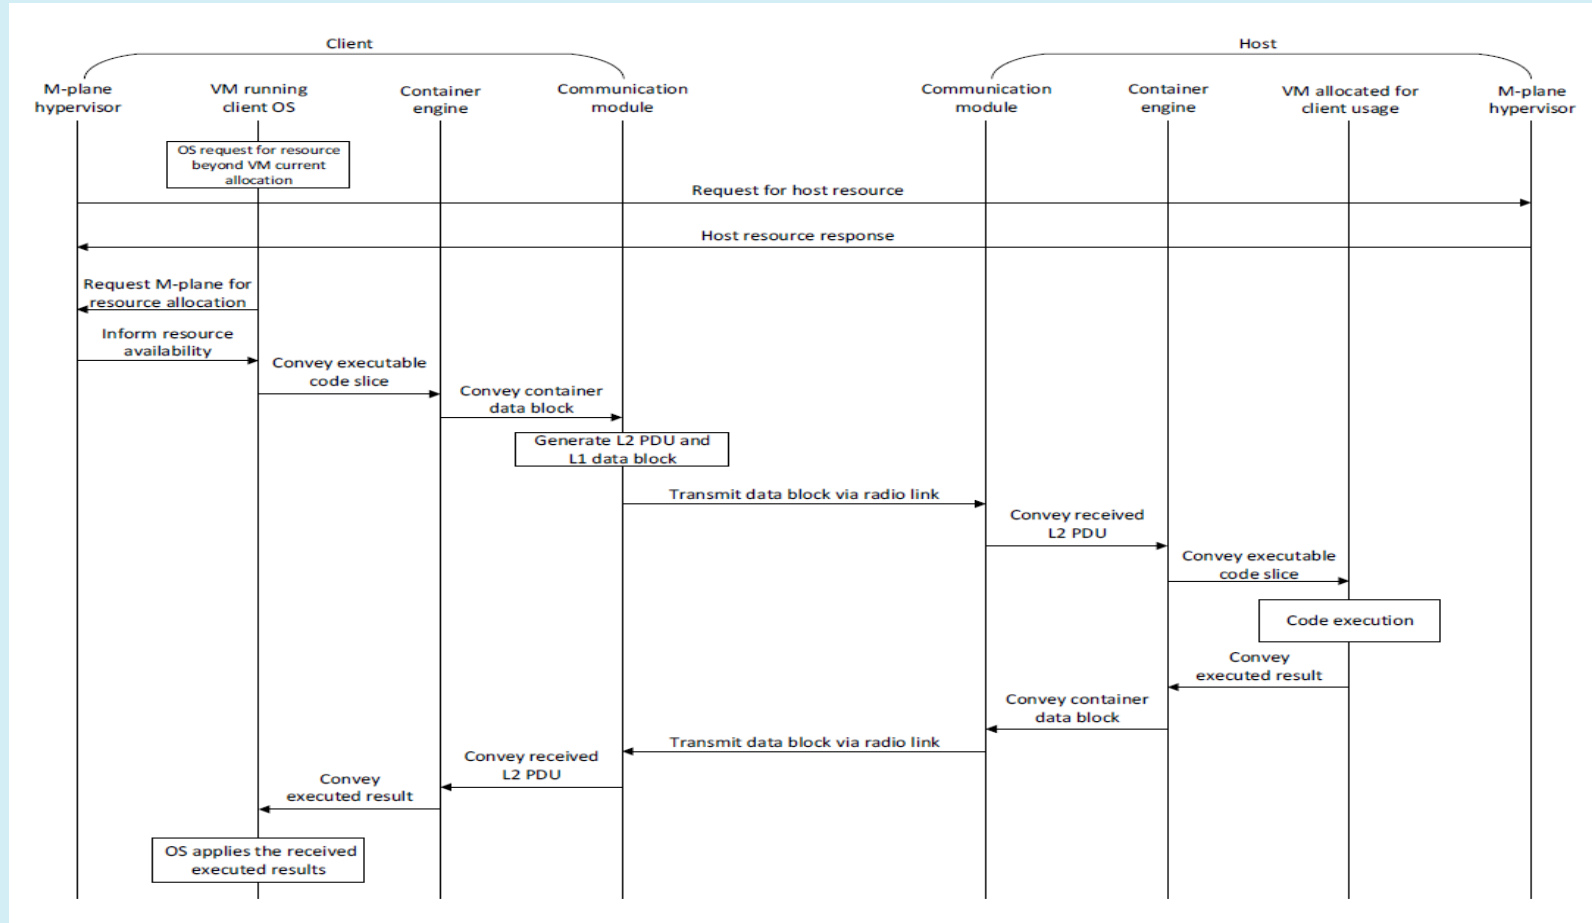 Client
Host
M-plane
hypervisor
VM running
client OS
Container
engine
Communication
module
Communication
module
Container
engine
VM allocated for
client usage
M-plane
hypervisor
OS request for resource
beyond VM current
allocation
Request for host resource
Host resource response
Request M-plane for
resource allocation
Inform resource
availability
Convey executable
code slice
Convey container
data block
Generate L2 PDU and
L1 data block
Transmit data block via radio link
Convey received
L2 PDU
Convey executable
code slice
Code execution
Convey
executed result
Convey container
data block
Transmit data block via radio link
Convey received
L2 PDU
Convey
executed result
OS applies the received
executed results